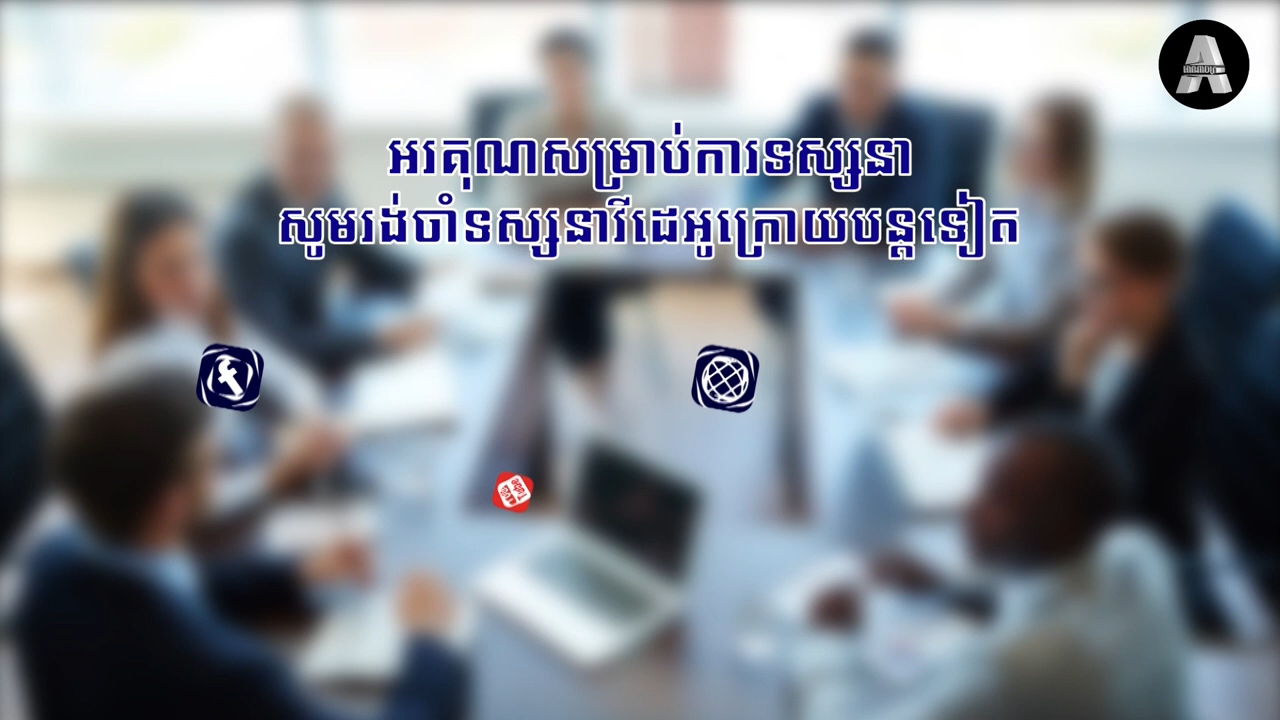 អរគុណសម្រាប់ការទស្សនា
សូមរង់ចាំទស្សនាវីដេអូក្រោយបន្តទៀត